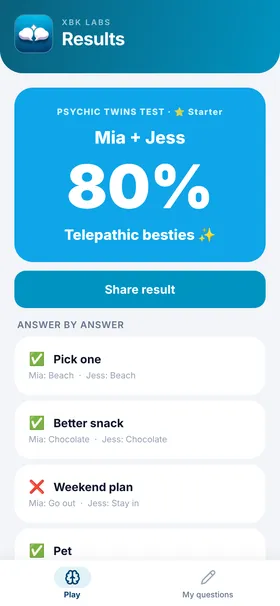 XBK LABS
Results
PSYCHIC TWINS TEST · ⭐ Starter
Mia + Jess
80%
Telepathic besties ✨
Share result
ANSWER BY ANSWER
✅ Pick one
Mia: Beach · Jess: Beach
✅ Better snack
Mia: Chocolate · Jess: Chocolate
❌ Weekend plan
Mia: Go out · Jess: Stay in
✅ Pet
Play
My questions